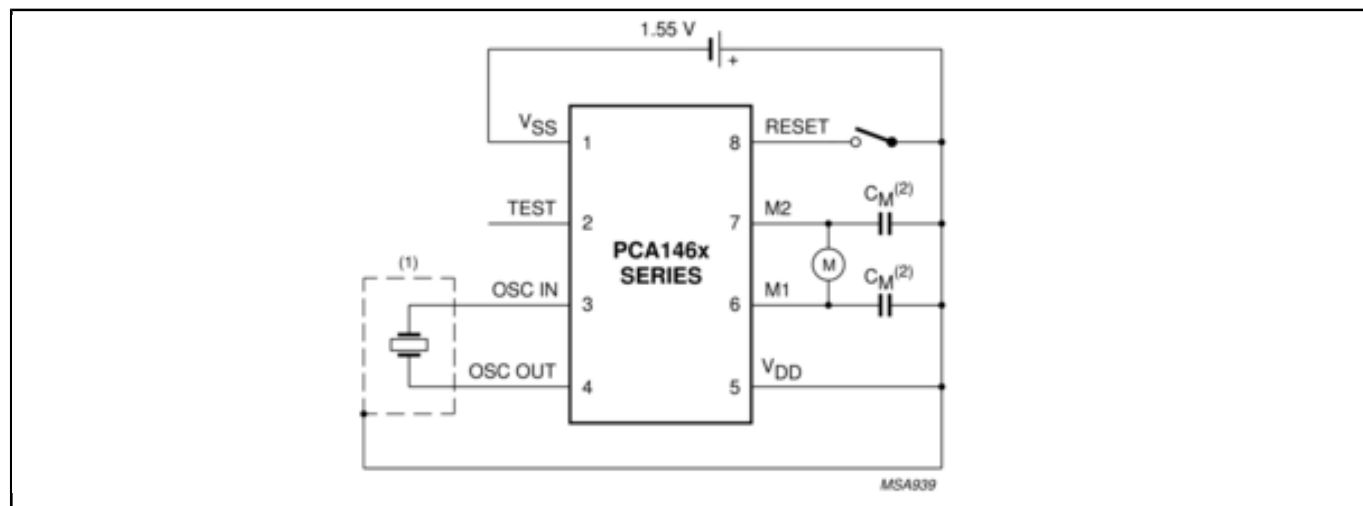 1.55 V
+
VSS
1
8
RESET
TEST
2
7
M2
CM(2)
PCA146x
SERIES
M
(1)
OSC IN
3
6
M1
CM(2)
OSC OUT
4
5
VDD
MSA939